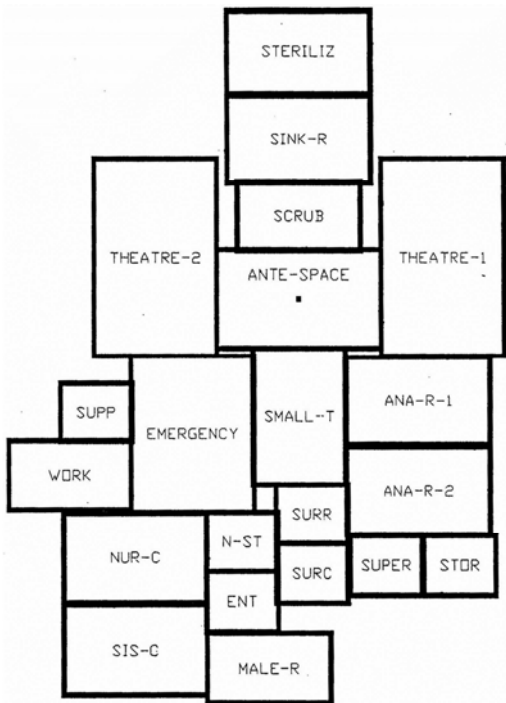 STERILIZ
SINK-R
SCRUB
THEATRE-2
ANTE-SPACE
THEATRE-1
SUPP
EMERGENCY
SMALL-T
ANA-R-1
WORK
ANA-R-2
SURR
N-ST
NUR-C
SURC
SUPER
STOR
ENT
SIS-C
MALE-R